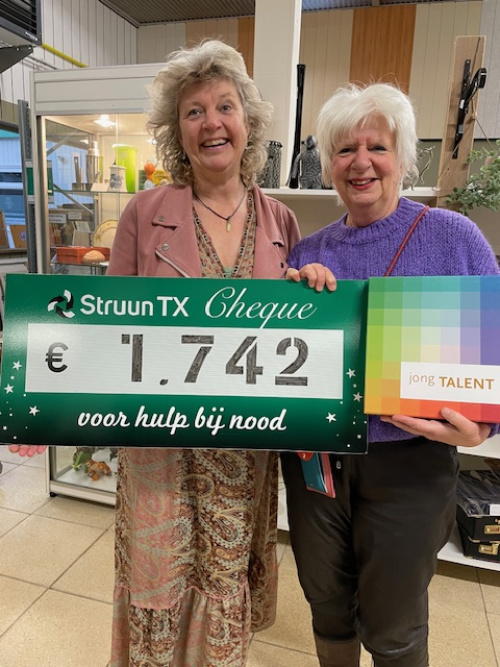 Struun TX Cheque
€ 1.742
voor hulp bij nood
jong TALENT